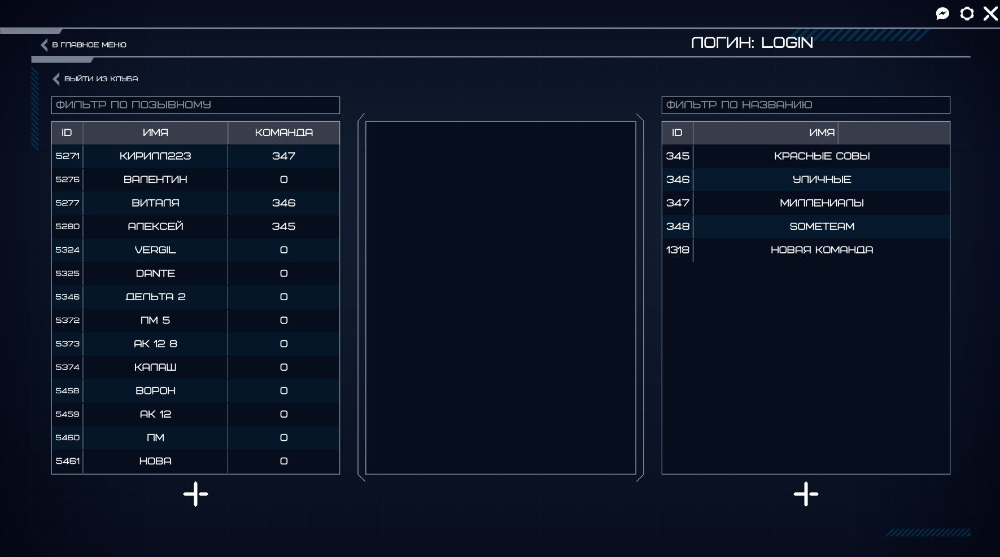 В ГЛАВНОЕ МЕНЮ
ЛОГИН: LOGIN
ВЫЙТИ ИЗ КЛУБА
ФИЛЬТР ПО ПОЗЫВНОМУ
ID ИМЯ КОМАНДА
5271 КИРИЛЛ223 347
5276 ВАЛЕНТИН 0
5277 ВИТАЛЯ 346
5280 АЛЕКСЕЙ 345
5324 VERGIL 0
5325 DANTE 0
5346 ДЕЛЬТА 2 0
5372 ПМ 5 0
5373 АК 12 8 0
5374 КАЛАШ 0
5458 ВОРОН 0
5459 АК 12 0
5460 ПМ 0
5461 НОВА 0
ФИЛЬТР ПО НАЗВАНИЮ
ID ИМЯ
345 КРАСНЫЕ СОВЫ
346 УЛИЧНЫЕ
347 МИЛЛЕНИАЛЫ
348 SOMETEAM
1318 НОВАЯ КОМАНДА